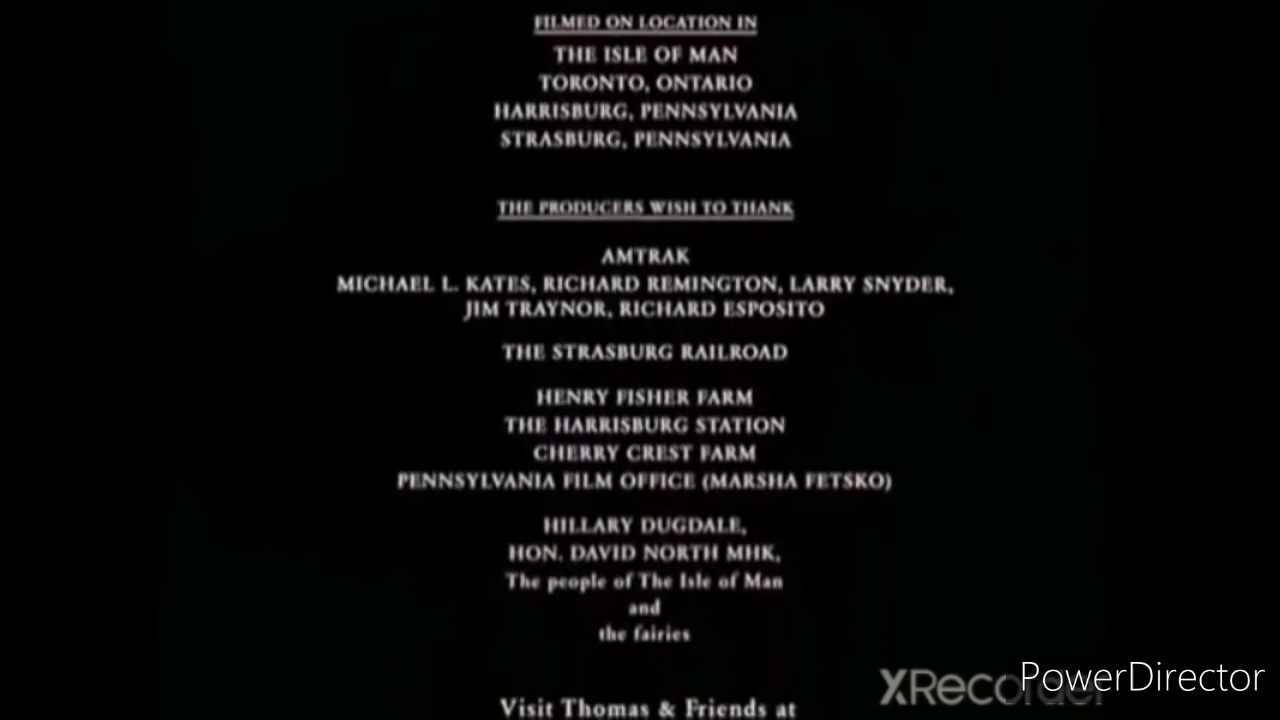 FILMED ON LOCATION IN
THE ISLE OF MAN
TORONTO, ONTARIO
HARRISBURG, PENNSYLVANIA
STRASBURG, PENNSYLVANIA
THE PRODUCERS WISH TO THANK
AMTRAK
MICHAEL L. KATES, RICHARD REMINGTON, LARRY SNYDER,
JIM TRAYNOR, RICHARD ESPOSITO
THE STRASBURG RAILROAD
HENRY FISHER FARM
THE HARRISBURG STATION
CHERRY CREST FARM
PENNSYLVANIA FILM OFFICE (MARSHA FETSKO)
HILLARY DUGDALE,
HON. DAVID NORTH MHK,
The people of The Isle of Man
and
the fairies
Visit Thomas & Friends at
XRecorder
PowerDirector